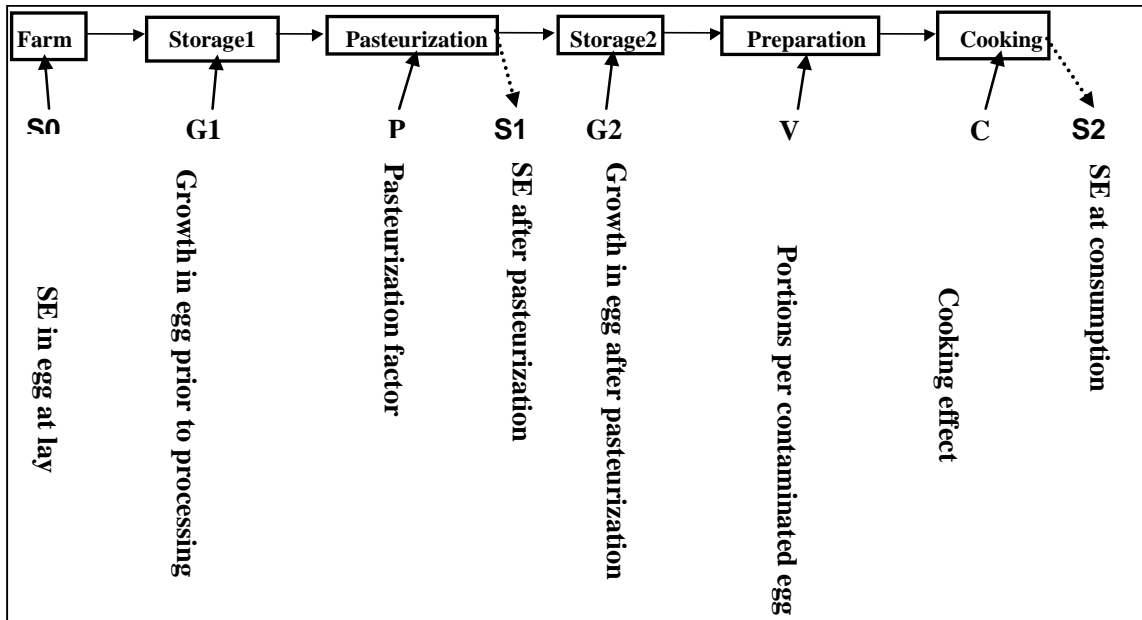 Farm
Storage1
Pasteurization
Storage2
Preparation
Cooking
S0
G1
P
S1
G2
V
C
S2
SE in egg at lay
Growth in egg prior to processing
Pasteurization factor
SE after pasteurization
Growth in egg after pasteurization
Portions per contaminated egg
Cooking effect
SE at consumption